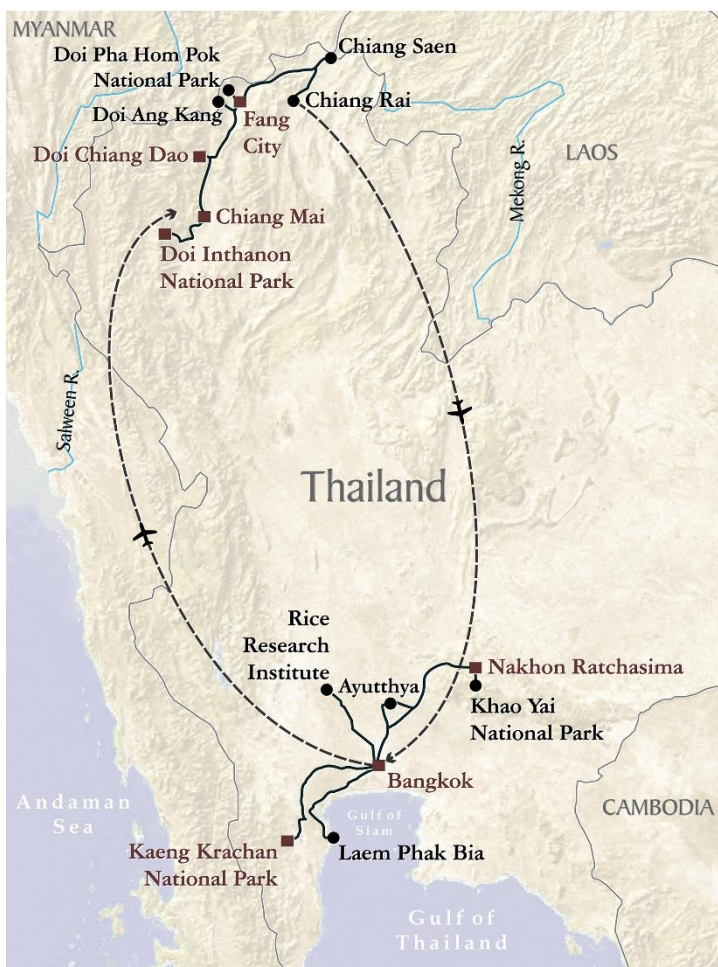 MYANMAR
Chiang Saen
Doi Pha Hom Pok
National Park
Doi Ang Kang
Fang
City
Chiang Rai
Doi Chiang Dao
LAOS
Mekong R.
Chiang Mai
Doi Inthanon
National Park
Salween R.
Thailand
Rice
Research
Institute
Ayutthya
Nakhon Ratchasima
Khao Yai
National Park
Bangkok
Andaman
Sea
Gulf of
Siam
CAMBODIA
Kaeng Krachan
National Park
Laem Phak Bia
Gulf of
Thailand